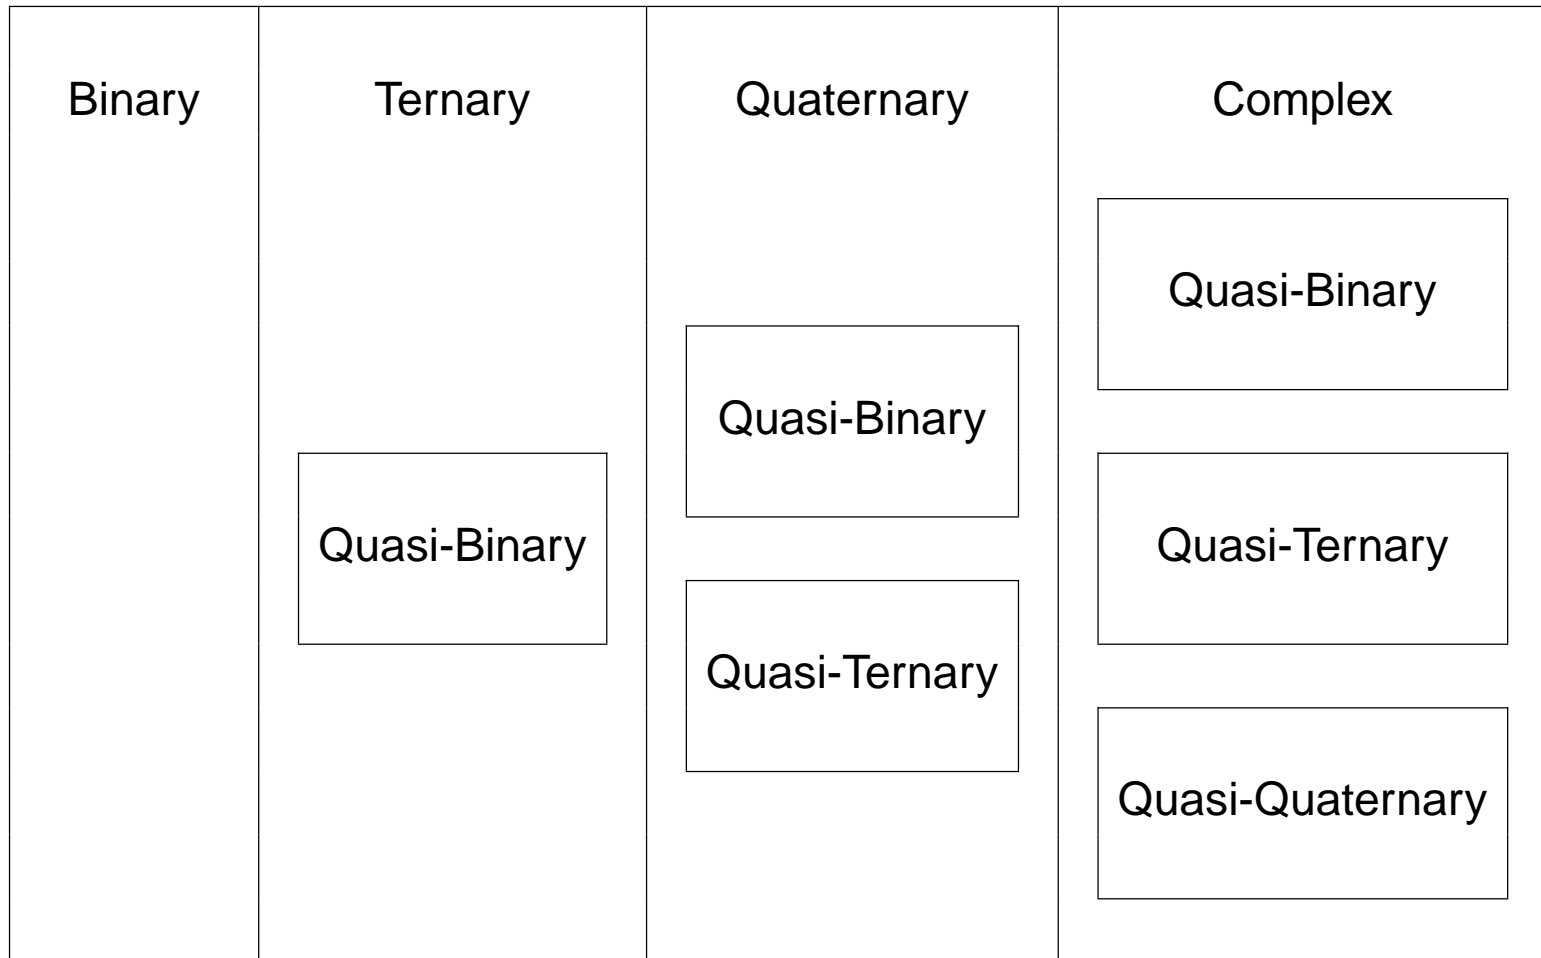 Binary
Ternary
Quaternary
Complex
Quasi-Binary
Quasi-Binary
Quasi-Ternary
Quasi-Binary
Quasi-Ternary
Quasi-Quaternary